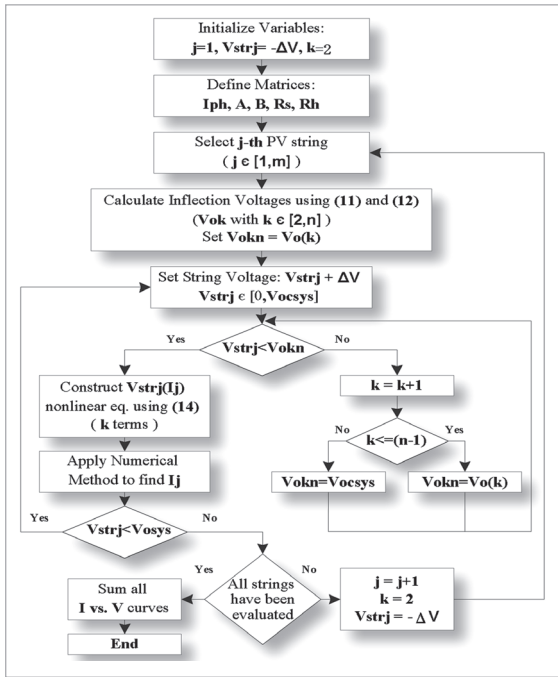 Initialize Variables:
j=1, Vstrj= -ΔV, k=2
Define Matrices:
Iph, A, B, Rs, Rh
Select j-th PV string
( j є [1,m] )
Calculate Inflection Voltages using (11) and (12)
(Vok with k є [2,n] )
Set Vokn = Vo(k)
Set String Voltage: Vstrj + ΔV
Vstrj є [0,Vocsys]
Vstrj<Vokn
Yes
No
Construct Vstrj(Ij)
nonlinear eq. using (14)
( k terms )
k = k+1
k<=(n-1)
No
Yes
Vokn=Vocsys
Vokn=Vo(k)
Apply Numerical
Method to find Ij
Vstrj<Vosys
Yes
No
All strings
have been
evaluated
Yes
No
Sum all
I vs. V curves
End
j = j+1
k = 2
Vstrj = - ΔV